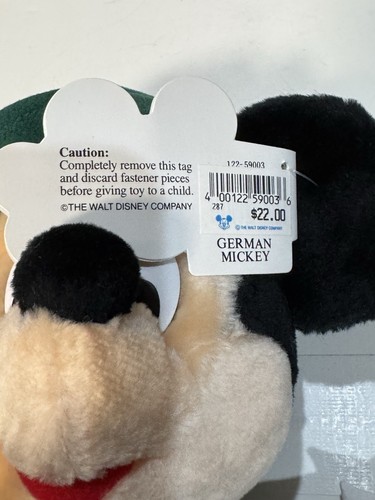 Caution:
Completely remove this tag
and discard fastener pieces
before giving toy to a child.
©THE WALT DISNEY COMPANY
122-59003
4 00122 59003 6
287
$22.00
© THE WALT DISNEY COMPANY
GERMAN
MICKEY